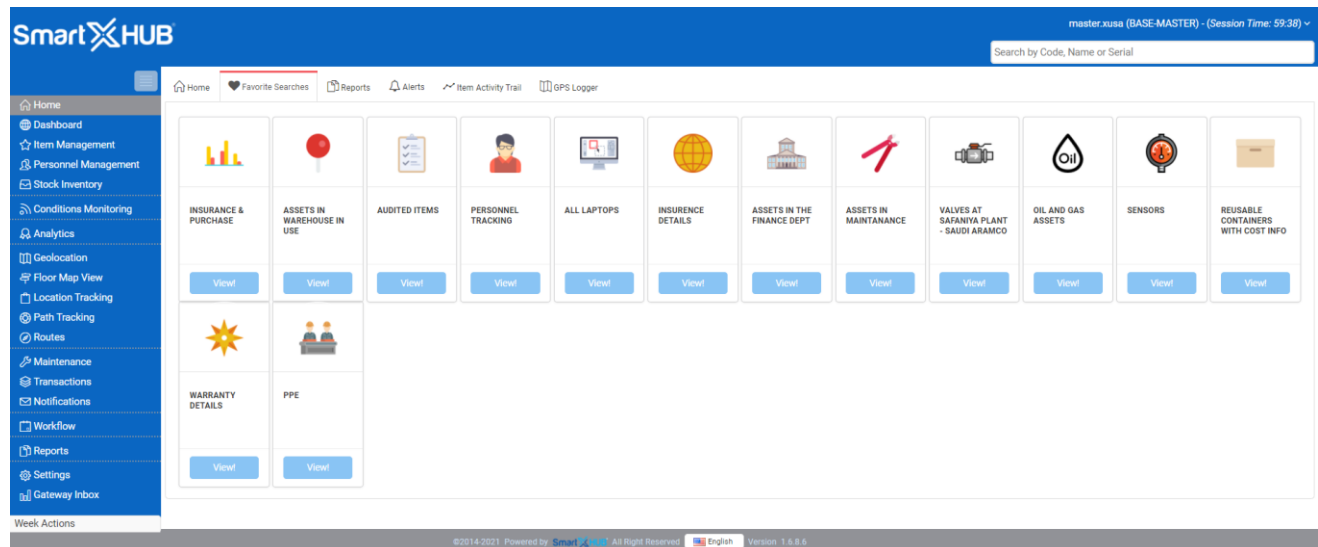 SmartXHUB
master.xusa (BASE-MASTER) - (Session Time: 59:38)
Search by Code, Name or Serial
Home
Favorite Searches
Reports
Alerts
Item Activity Trail
GPS Logger
Home
Dashboard
Item Management
Personnel Management
Stock Inventory
Conditions Monitoring
Analytics
Geolocation
Floor Map View
Location Tracking
Path Tracking
Routes
Maintenance
Transactions
Notifications
Workflow
Reports
Settings
Gateway Inbox
Week Actions
INSURANCE &
PURCHASE
View!
ASSETS IN
WAREHOUSE IN
USE
View!
AUDITED ITEMS
View!
PERSONNEL
TRACKING
View!
ALL LAPTOPS
View!
INSURENCE
DETAILS
View!
ASSETS IN THE
FINANCE DEPT
View!
ASSETS IN
MAINTANANCE
View!
VALVES AT
SAFANIYA PLANT
- SAUDI ARAMCO
View!
Oil
OIL AND GAS
ASSETS
View!
SENSORS
View!
REUSABLE
CONTAINERS
WITH COST INFO
View!
WARRANTY
DETAILS
View!
PPE
View!
©2014-2021 Powered by SmartXHUB All Right Reserved English Version 1.6.8.6